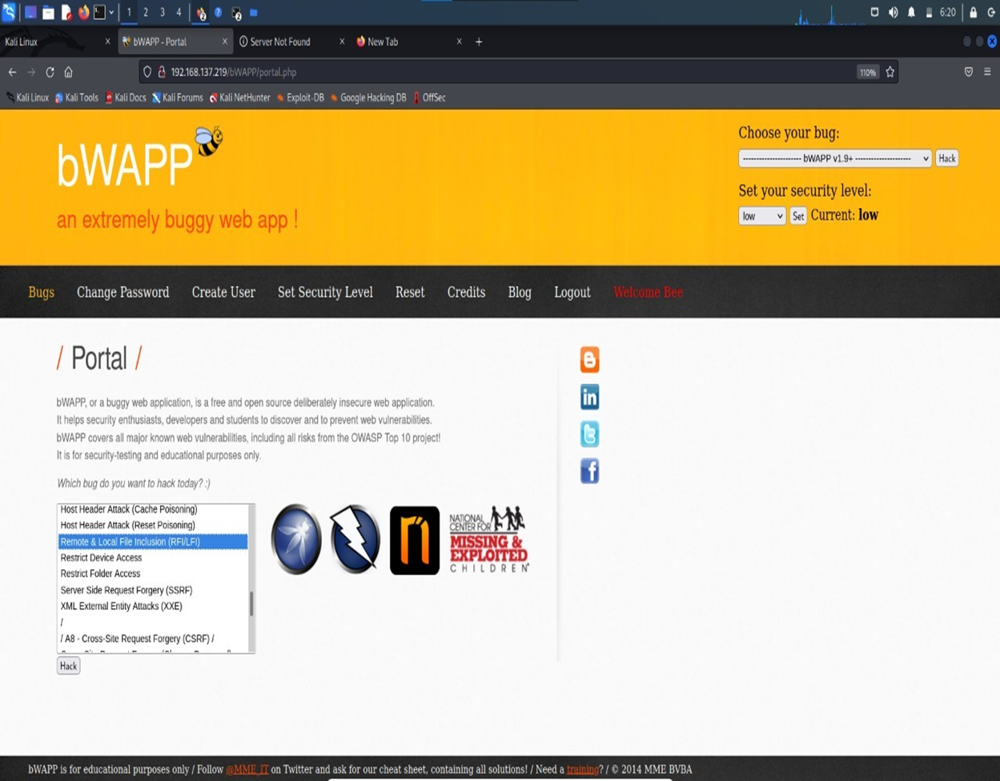 1 2 3 4
6:20
Kali Linux
bWAPP - Portal
Server Not Found
New Tab
192.168.137.219/bWAPP/portal.php
110%
Kali Linux Kali Tools Kali Docs Kali Forums Kali NetHunter Exploit-DB Google Hacking DB OffSec
bWAPP
an extremely buggy web app !
Choose your bug:
---------------------- bWAPP v1.9+ ---------------------- Hack
Set your security level:
low Set Current: low
Bugs Change Password Create User Set Security Level Reset Credits Blog Logout Welcome Bee
/ Portal /
bWAPP, or a buggy web application, is a free and open source deliberately insecure web application.
It helps security enthusiasts, developers and students to discover and to prevent web vulnerabilities.
bWAPP covers all major known web vulnerabilities, including all risks from the OWASP Top 10 project!
It is for security-testing and educational purposes only.
Which bug do you want to hack today? :)
Host Header Attack (Cache Poisoning)
Host Header Attack (Reset Poisoning)
Remote & Local File Inclusion (RFI/LFI)
Restrict Device Access
Restrict Folder Access
Server Side Request Forgery (SSRF)
XML External Entity Attacks (XXE)
/
/ A8 - Cross-Site Request Forgery (CSRF) /
Hack
NATIONAL
CENTER FOR
MISSING &
EXPLOITED
CHILDREN
in
bWAPP is for educational purposes only / Follow @MME_IT on Twitter and ask for our cheat sheet, containing all solutions! / Need a training? / © 2014 MME BVBA